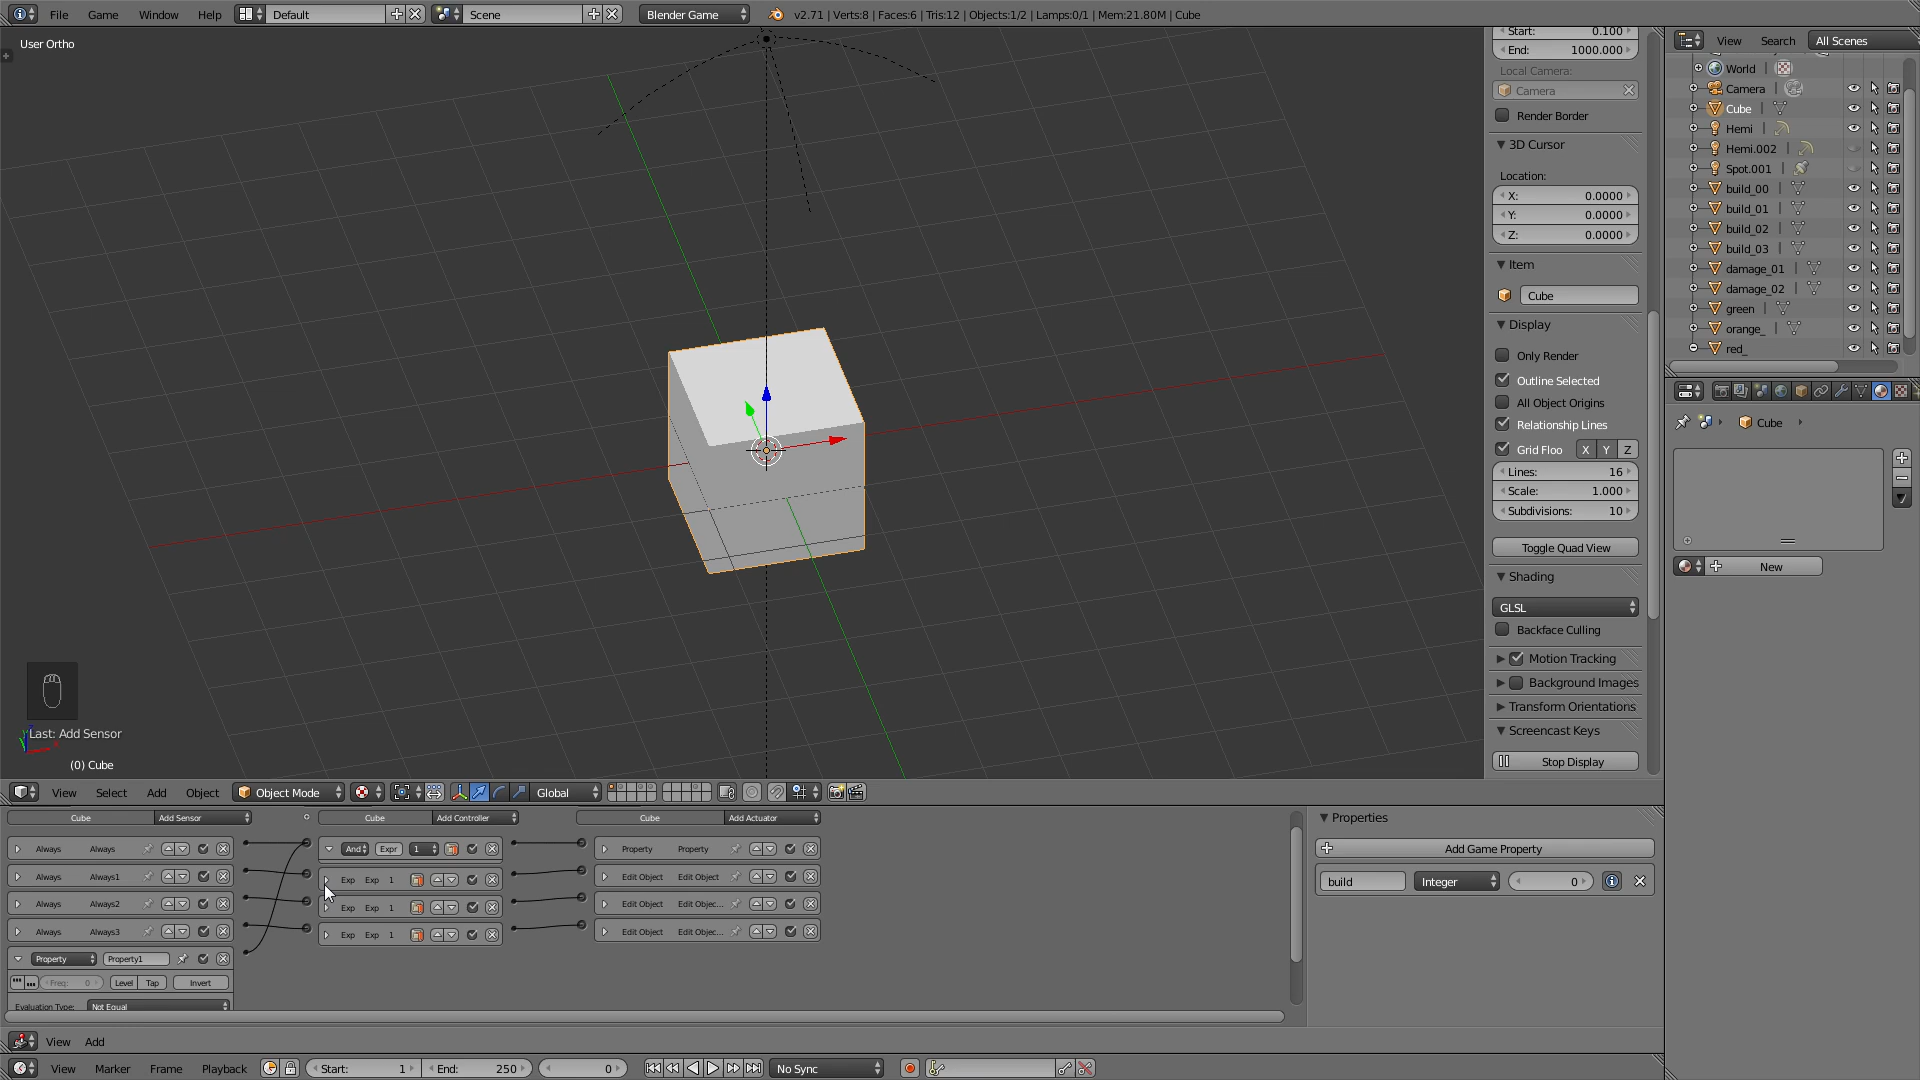 File Game Window Help Default Scene Blender Game v2.71 | Verts:8 | Faces:6 | Tris:12 | Objects:1/2 | Lamps:0/1 | Mem:21.80M | Cube
User Ortho
Last: Add Sensor
(0) Cube
Start: 0.100
End: 1000.000
Local Camera:
Camera
Render Border
3D Cursor
Location:
X: 0.0000
Y: 0.0000
Z: 0.0000
Item
Cube
Display
Only Render
Outline Selected
All Object Origins
Relationship Lines
Grid Floo X Y Z
Lines: 16
Scale: 1.000
Subdivisions: 10
Toggle Quad View
Shading
GLSL
Backface Culling
Motion Tracking
Background Images
Transform Orientations
Screencast Keys
Stop Display
View Search All Scenes
World
Camera
Cube
Hemi
Hemi.002
Spot.001
build_00
build_01
build_02
build_03
damage_01
damage_02
green
orange_
red_
Cube
New
View Select Add Object Object Mode Global
Cube Add Sensor Cube Add Controller Cube Add Actuator
Always Always And Expr 1 Property Property
Always Always1 Exp Exp 1 Edit Object Edit Object
Always Always2 Exp Exp 1 Edit Object Edit Objec...
Always Always3 Exp Exp 1 Edit Object Edit Objec...
Property Property1
Freq: 0 Level Tap Invert
Evaluation Type: Not Equal
Properties
Add Game Property
build Integer 0
View Add
View Marker Frame Playback Start: 1 End: 250 0 No Sync